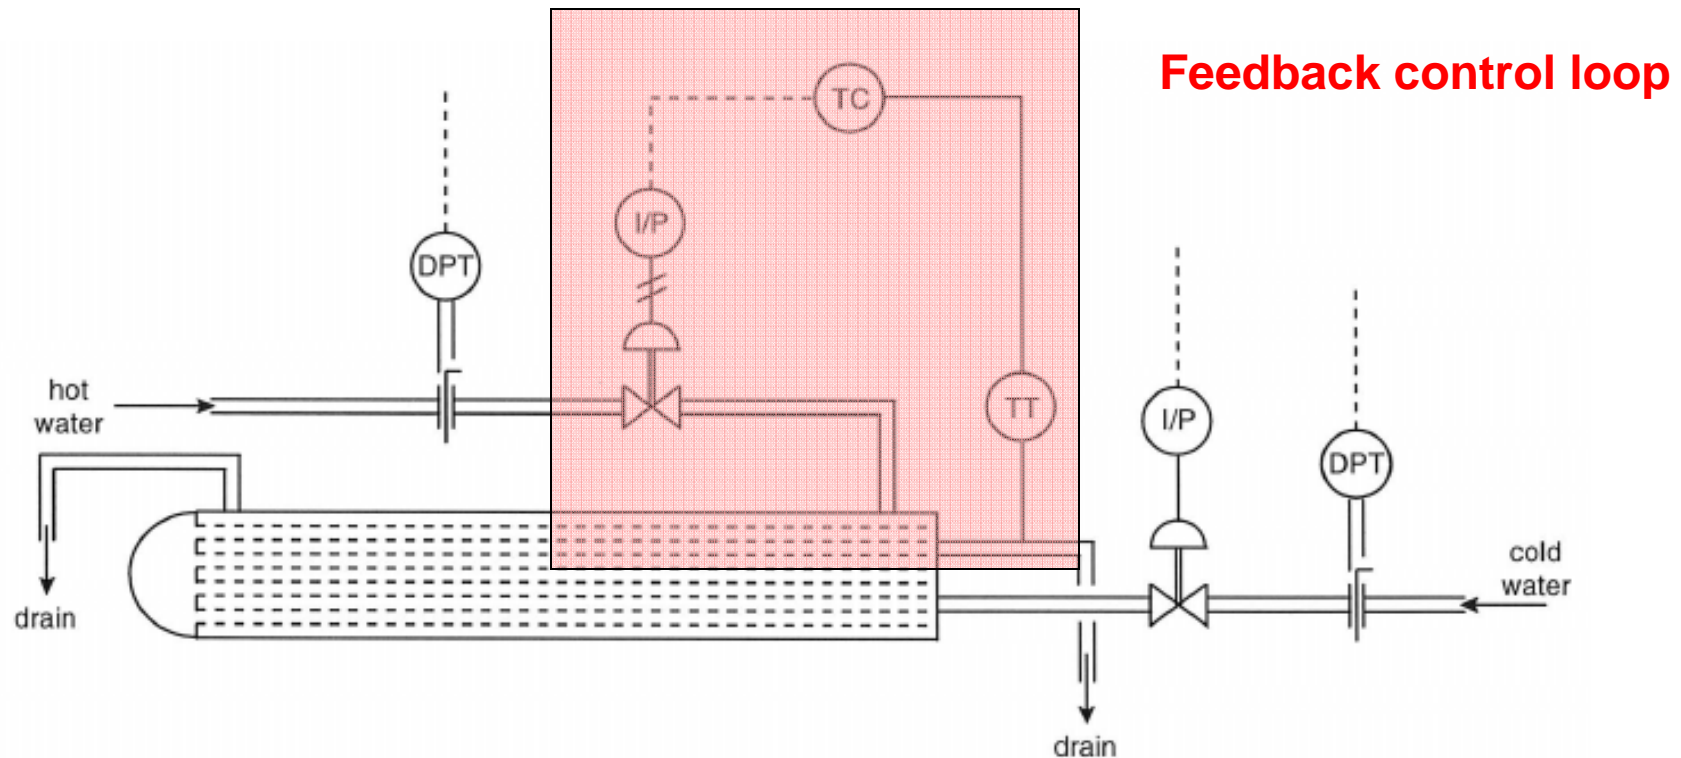 Feedback control loop
TC
I/P
DPT
hot
water
TT
I/P
DPT
cold
water
drain
drain